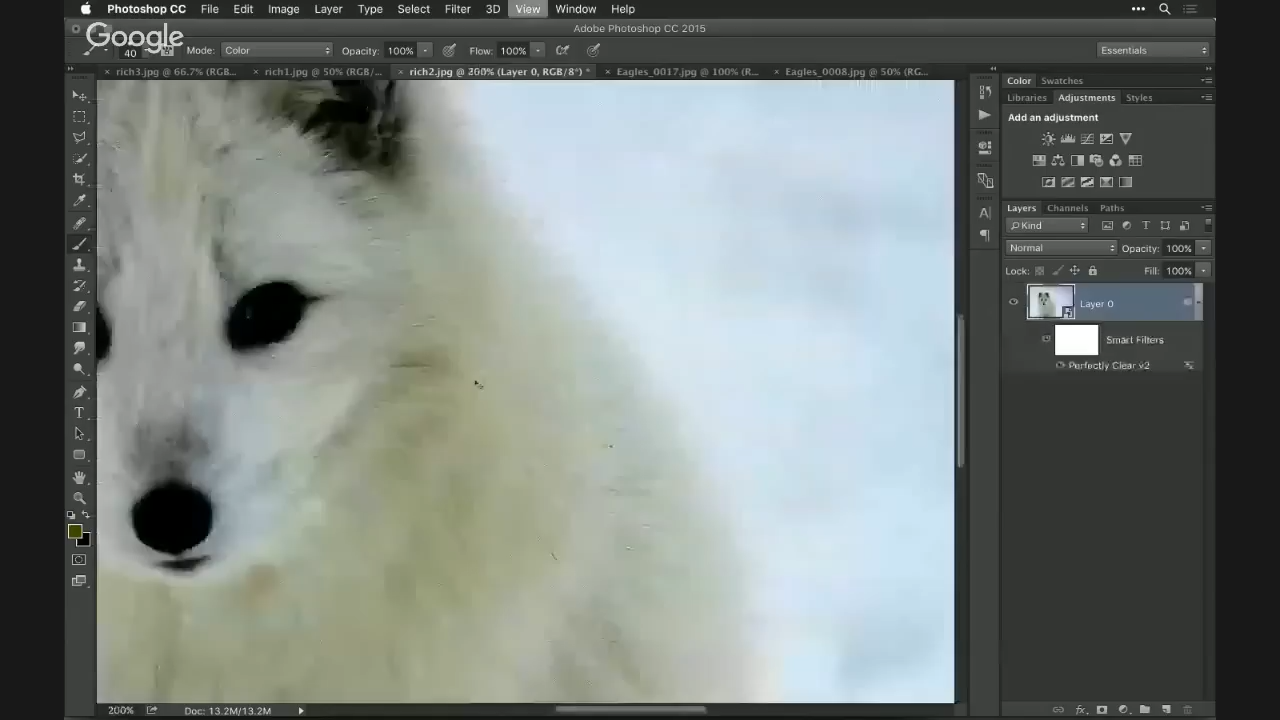 Photoshop CC File Edit Image Layer Type Select Filter 3D View Window Help
Google
Adobe Photoshop CC 2015
40 Mode: Color Opacity: 100% Flow: 100% Essentials
× rich3.jpg @ 66.7% (RGB... × rich1.jpg @ 50% (RGB/... × rich2.jpg @ 200% (Layer 0, RGB/8*) * × Eagles_0017.jpg @ 100% (R... × Eagles_0008.jpg @ 50% (RG...
Color Swatches
Libraries Adjustments Styles
Add an adjustment
Layers Channels Paths
Kind
Normal Opacity: 100%
Lock: Fill: 100%
Layer 0
Smart Filters
Perfectly Clear v2
200% Doc: 13.2M/13.2M